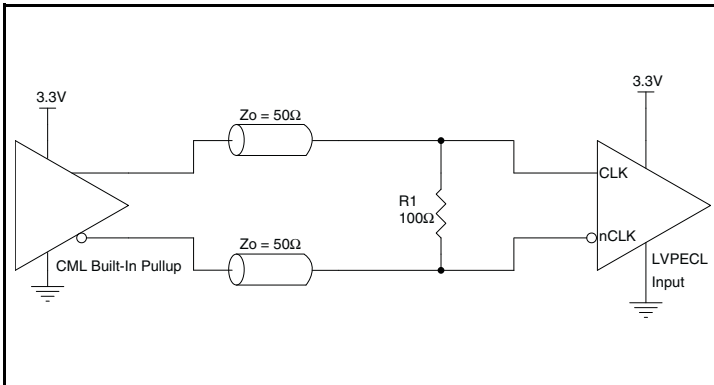 3.3V
3.3V
Zo = 50Ω
CLK
R1
100Ω
nCLK
Zo = 50Ω
CML Built-In Pullup
LVPECL
Input